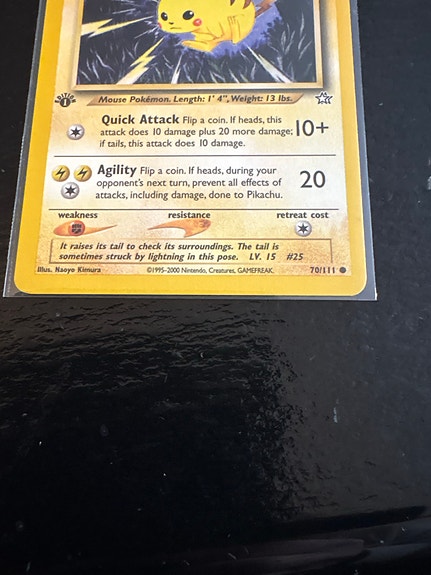 EDITION
1
Mouse Pokémon. Length: 1' 4", Weight: 13 lbs.
Quick Attack Flip a coin. If heads, this
attack does 10 damage plus 20 more damage; 10+
if tails, this attack does 10 damage.
Agility Flip a coin. If heads, during your
opponent's next turn, prevent all effects of 20
attacks, including damage, done to Pikachu.
weakness resistance retreat cost
It raises its tail to check its surroundings. The tail is
sometimes struck by lightning in this pose. LV. 15 #25
Illus. Naoyo Kimura ©1995-2000 Nintendo, Creatures, GAMEFREAK. 70/111